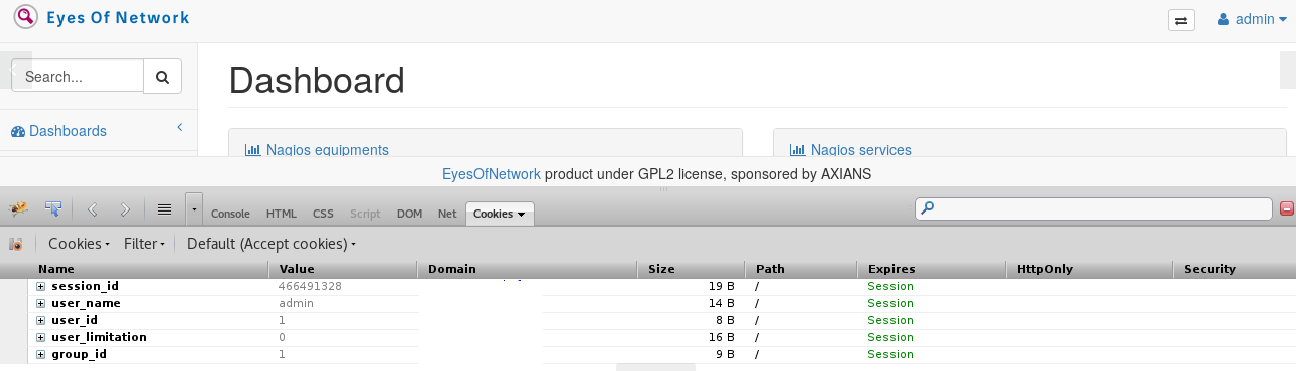 Eyes Of Network
admin
Search...
Dashboard
Dashboards
Nagios equipments
Nagios services
EyesOfNetwork product under GPL2 license, sponsored by AXIANS
Console HTML CSS Script DOM Net Cookies
Cookies Filter Default (Accept cookies)
Name Value Domain Size Path Expires HttpOnly Security
session_id 466491328 19 B / Session
user_name admin 14 B / Session
user_id 1 8 B / Session
user_limitation 0 16 B / Session
group_id 1 9 B / Session